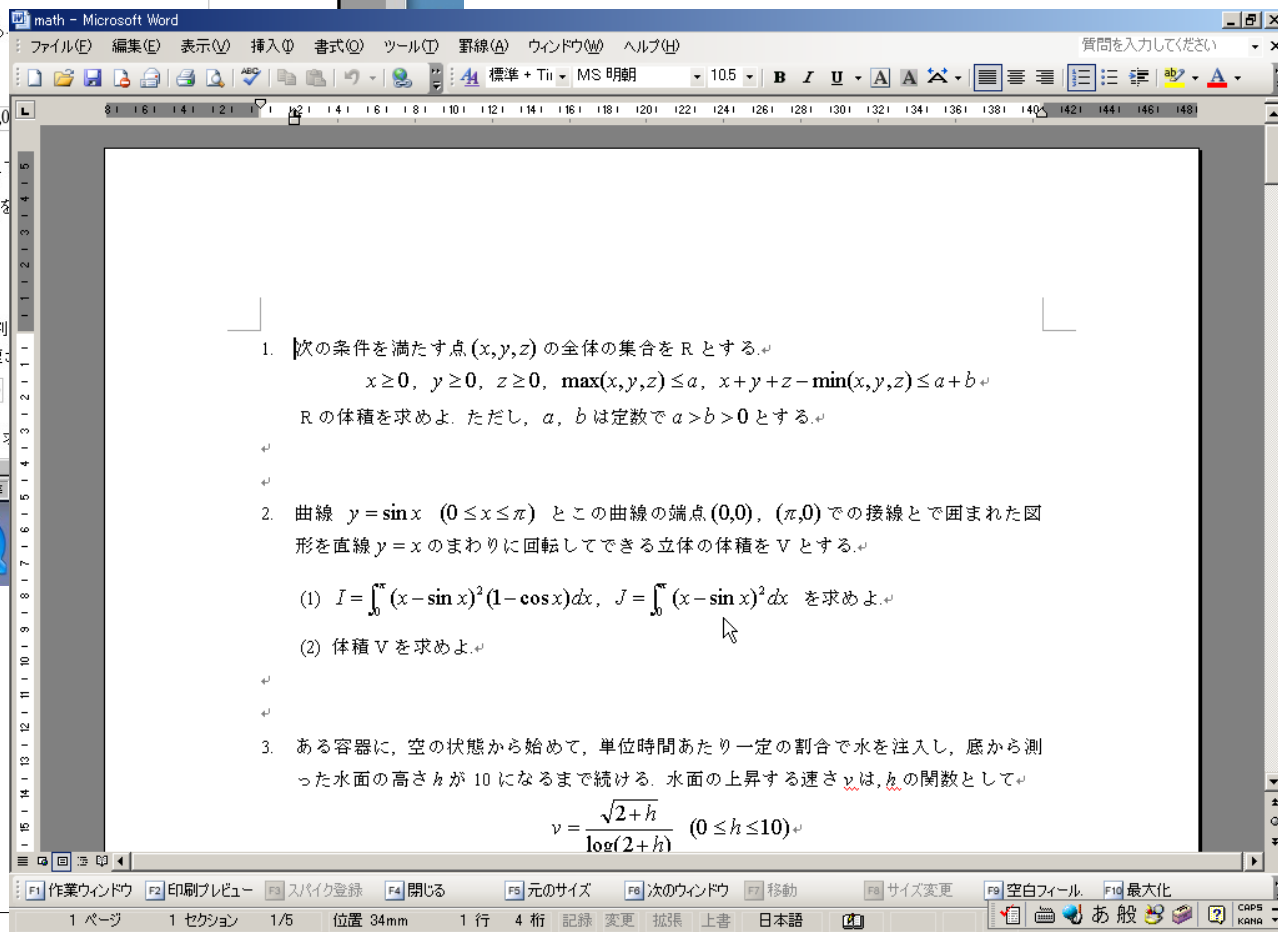 math - Microsoft Word
ファイル(F) 編集(E) 表示(V) 挿入(I) 書式(O) ツール(T) 罫線(A) ウィンドウ(W) ヘルプ(H) 質問を入力してください
標準 + Tii MS 明朝 10.5 B I U A A A
1. 次の条件を満たす点(x,y,z)の全体の集合を R とする.
x≥0, y≥0, z≥0, max(x,y,z)≤a, x+y+z−min(x,y,z)≤a+b
R の体積を求めよ. ただし, a, b は定数で a>b>0 とする.
2. 曲線 y=sin x (0≤x≤π) とこの曲線の端点(0,0), (π,0)での接線とで囲まれた図
形を直線 y=x のまわりに回転してできる立体の体積を V とする.
(1) I=∫₀^π (x−sin x)²(1−cos x)dx, J=∫₀^π (x−sin x)²dx を求めよ.
(2) 体積 V を求めよ.
3. ある容器に, 空の状態から始めて, 単位時間あたり一定の割合で水を注入し, 底から測
った水面の高さ h が 10 になるまで続ける. 水面の上昇する速さ v は, h の関数として
v=√(2+h)/log(2+h) (0≤h≤10)
F1 作業ウィンドウ F2 印刷プレビュー F3 スパイク登録 F4 閉じる F5 元のサイズ F6 次のウィンドウ F7 移動 F8 サイズ変更 F9 空白フィール. F10 最大化
1 ページ 1 セクション 1/5 位置 34mm 1 行 4 桁 記録 変更 拡張 上書 日本語 あ 般 CAPS KANA